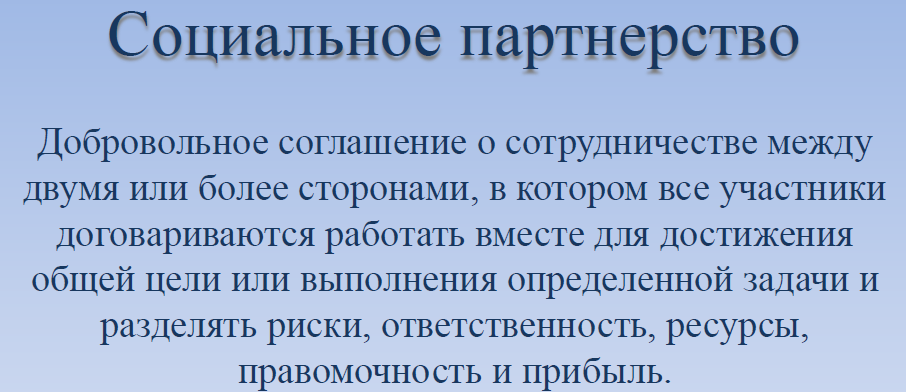 Социальное партнерство
Добровольное соглашение о сотрудничестве между
двумя или более сторонами, в котором все участники
договариваются работать вместе для достижения
общей цели или выполнения определенной задачи и
разделять риски, ответственность, ресурсы,
правомочность и прибыль.